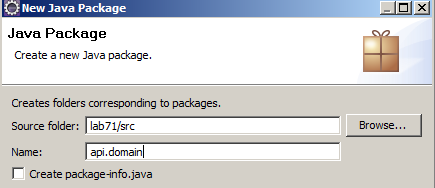 New Java Package
Java Package
Create a new Java package.
Creates folders corresponding to packages.
Source folder: lab71/src Browse...
Name: api.domain
Create package-info.java